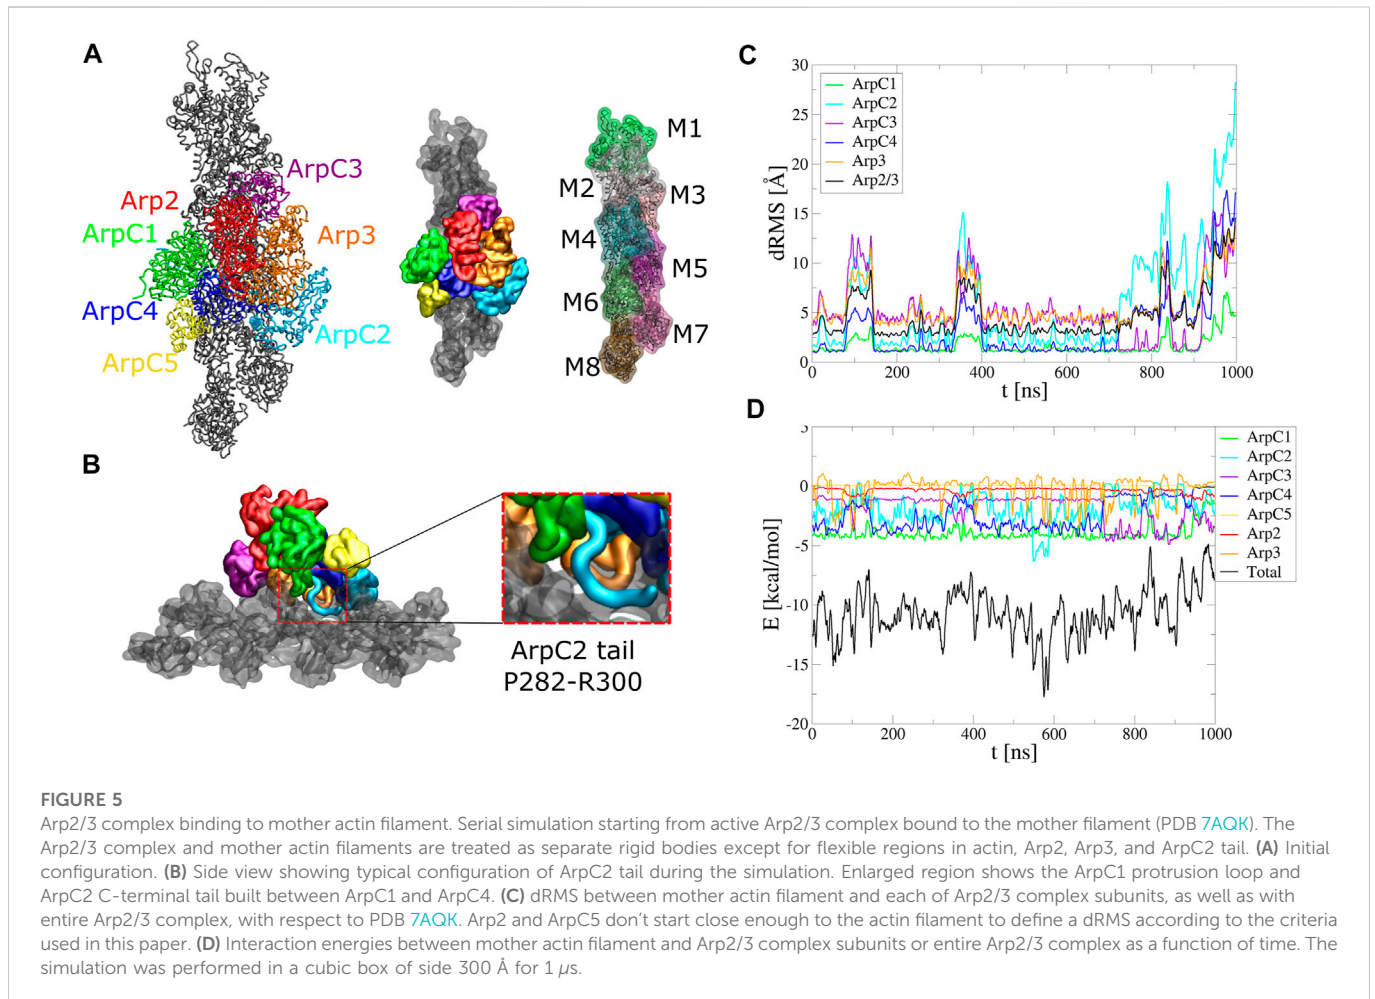 A
ArpC3
Arp2
ArpC1
Arp3
ArpC4
ArpC2
ArpC5
M1
M2
M3
M4
M5
M6
M7
M8
B
ArpC2 tail
P282-R300
C
30
25
20
15
10
5
0
dRMS [Å]
ArpC1
ArpC2
ArpC3
ArpC4
Arp3
Arp2/3
0 200 400 600 800 1000
t [ns]
D
5
0
-5
-10
-15
-20
E [kcal/mol]
ArpC1
ArpC2
ArpC3
ArpC4
ArpC5
Arp2
Arp3
Total
0 200 400 600 800 1000
t [ns]
FIGURE 5
Arp2/3 complex binding to mother actin filament. Serial simulation starting from active Arp2/3 complex bound to the mother filament (PDB 7AQK). The
Arp2/3 complex and mother actin filaments are treated as separate rigid bodies except for flexible regions in actin, Arp2, Arp3, and ArpC2 tail. (A) Initial
configuration. (B) Side view showing typical configuration of ArpC2 tail during the simulation. Enlarged region shows the ArpC1 protrusion loop and
ArpC2 C-terminal tail built between ArpC1 and ArpC4. (C) dRMS between mother actin filament and each of Arp2/3 complex subunits, as well as with
entire Arp2/3 complex, with respect to PDB 7AQK. Arp2 and ArpC5 don't start close enough to the actin filament to define a dRMS according to the criteria
used in this paper. (D) Interaction energies between mother actin filament and Arp2/3 complex subunits or entire Arp2/3 complex as a function of time. The
simulation was performed in a cubic box of side 300 Å for 1 μs.